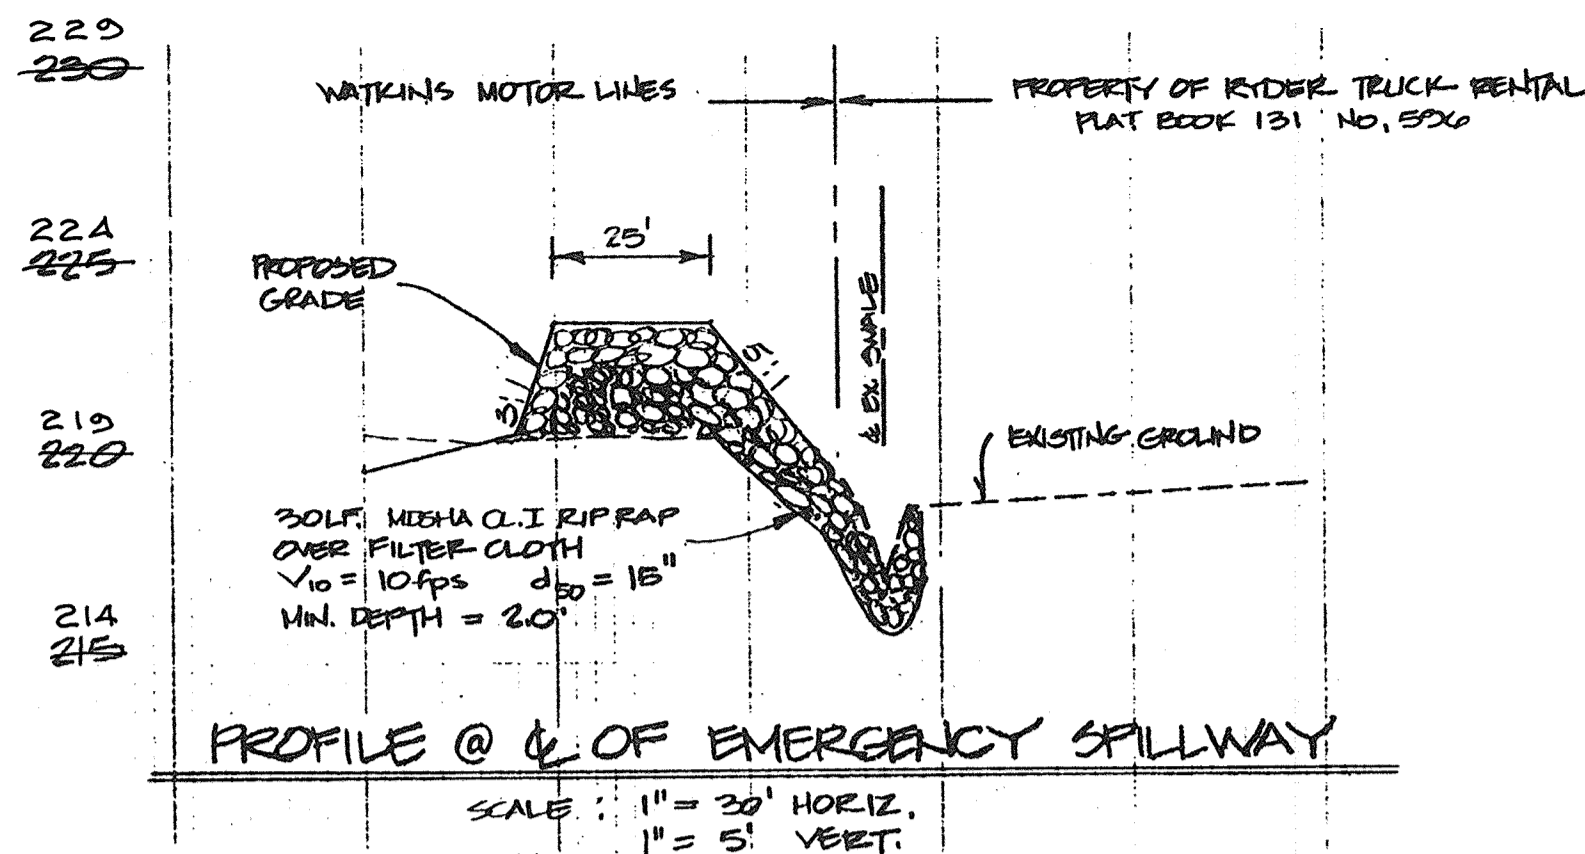 229
230
WATKINS MOTOR LINES
PROPERTY OF RYDER TRUCK RENTAL
PLAT BOOK 131 NO. 596
224
225
25'
PROPOSED
GRADE
5:1
℄ EX. SWALE
3:1
219
220
EXISTING GROUND
30LF. MDSHA CL.I RIP RAP
OVER FILTER CLOTH
V10 = 10 fps d50 = 15"
MIN. DEPTH = 2.0'
214
215
PROFILE @ ℄ OF EMERGENCY SPILLWAY
SCALE : 1" = 30' HORIZ.
1" = 5' VERT.